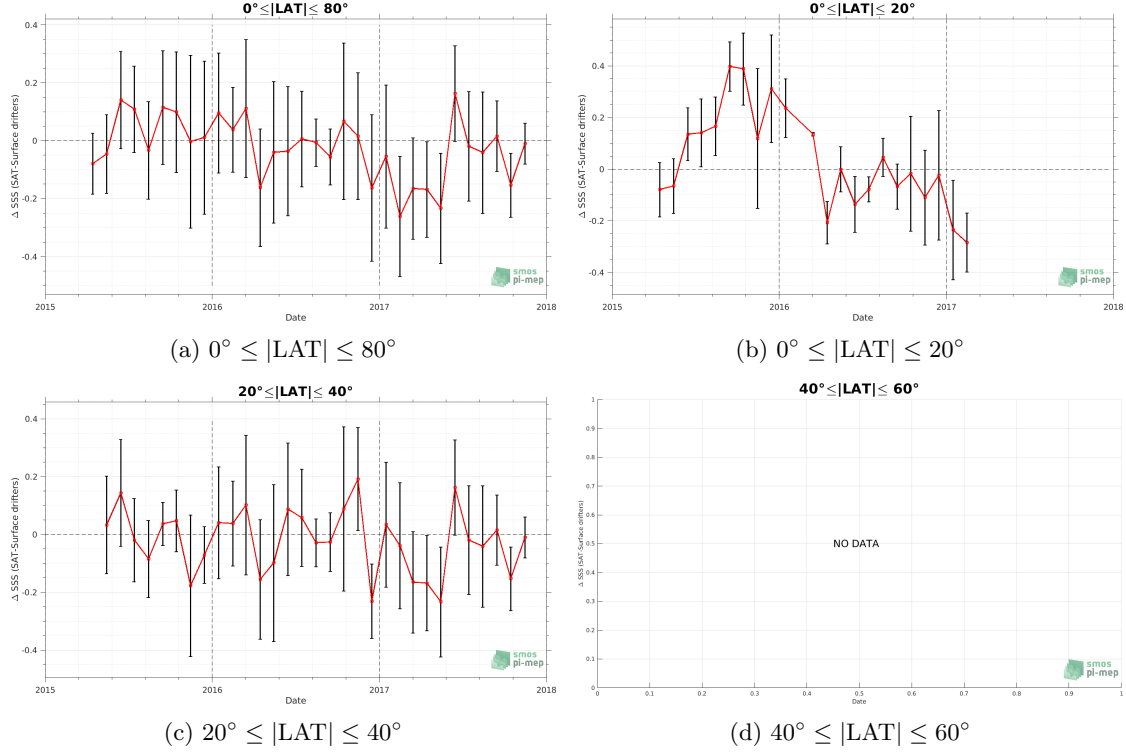 0°≤|LAT|≤ 80°
0.4
0.2
0
-0.2
-0.4
Δ SSS (SAT-Surface drifters)
2015
2016
2017
2018
Date
smos
pi-mep
(a) 0° ≤ |LAT| ≤ 80°
0°≤|LAT|≤ 20°
0.4
0.2
0
-0.2
-0.4
Δ SSS (SAT-Surface drifters)
2015
2016
2017
2018
Date
smos
pi-mep
(b) 0° ≤ |LAT| ≤ 20°
20°≤|LAT|≤ 40°
0.4
0.2
0
-0.2
-0.4
Δ SSS (SAT-Surface drifters)
2015
2016
2017
2018
Date
smos
pi-mep
(c) 20° ≤ |LAT| ≤ 40°
40°≤|LAT|≤ 60°
1
0.9
0.8
0.7
0.6
0.5
0.4
0.3
0.2
0.1
0
Δ SSS (SAT-Surface drifters)
NO DATA
0
0.1
0.2
0.3
0.4
0.5
0.6
0.7
0.8
0.9
1
Date
smos
pi-mep
(d) 40° ≤ |LAT| ≤ 60°